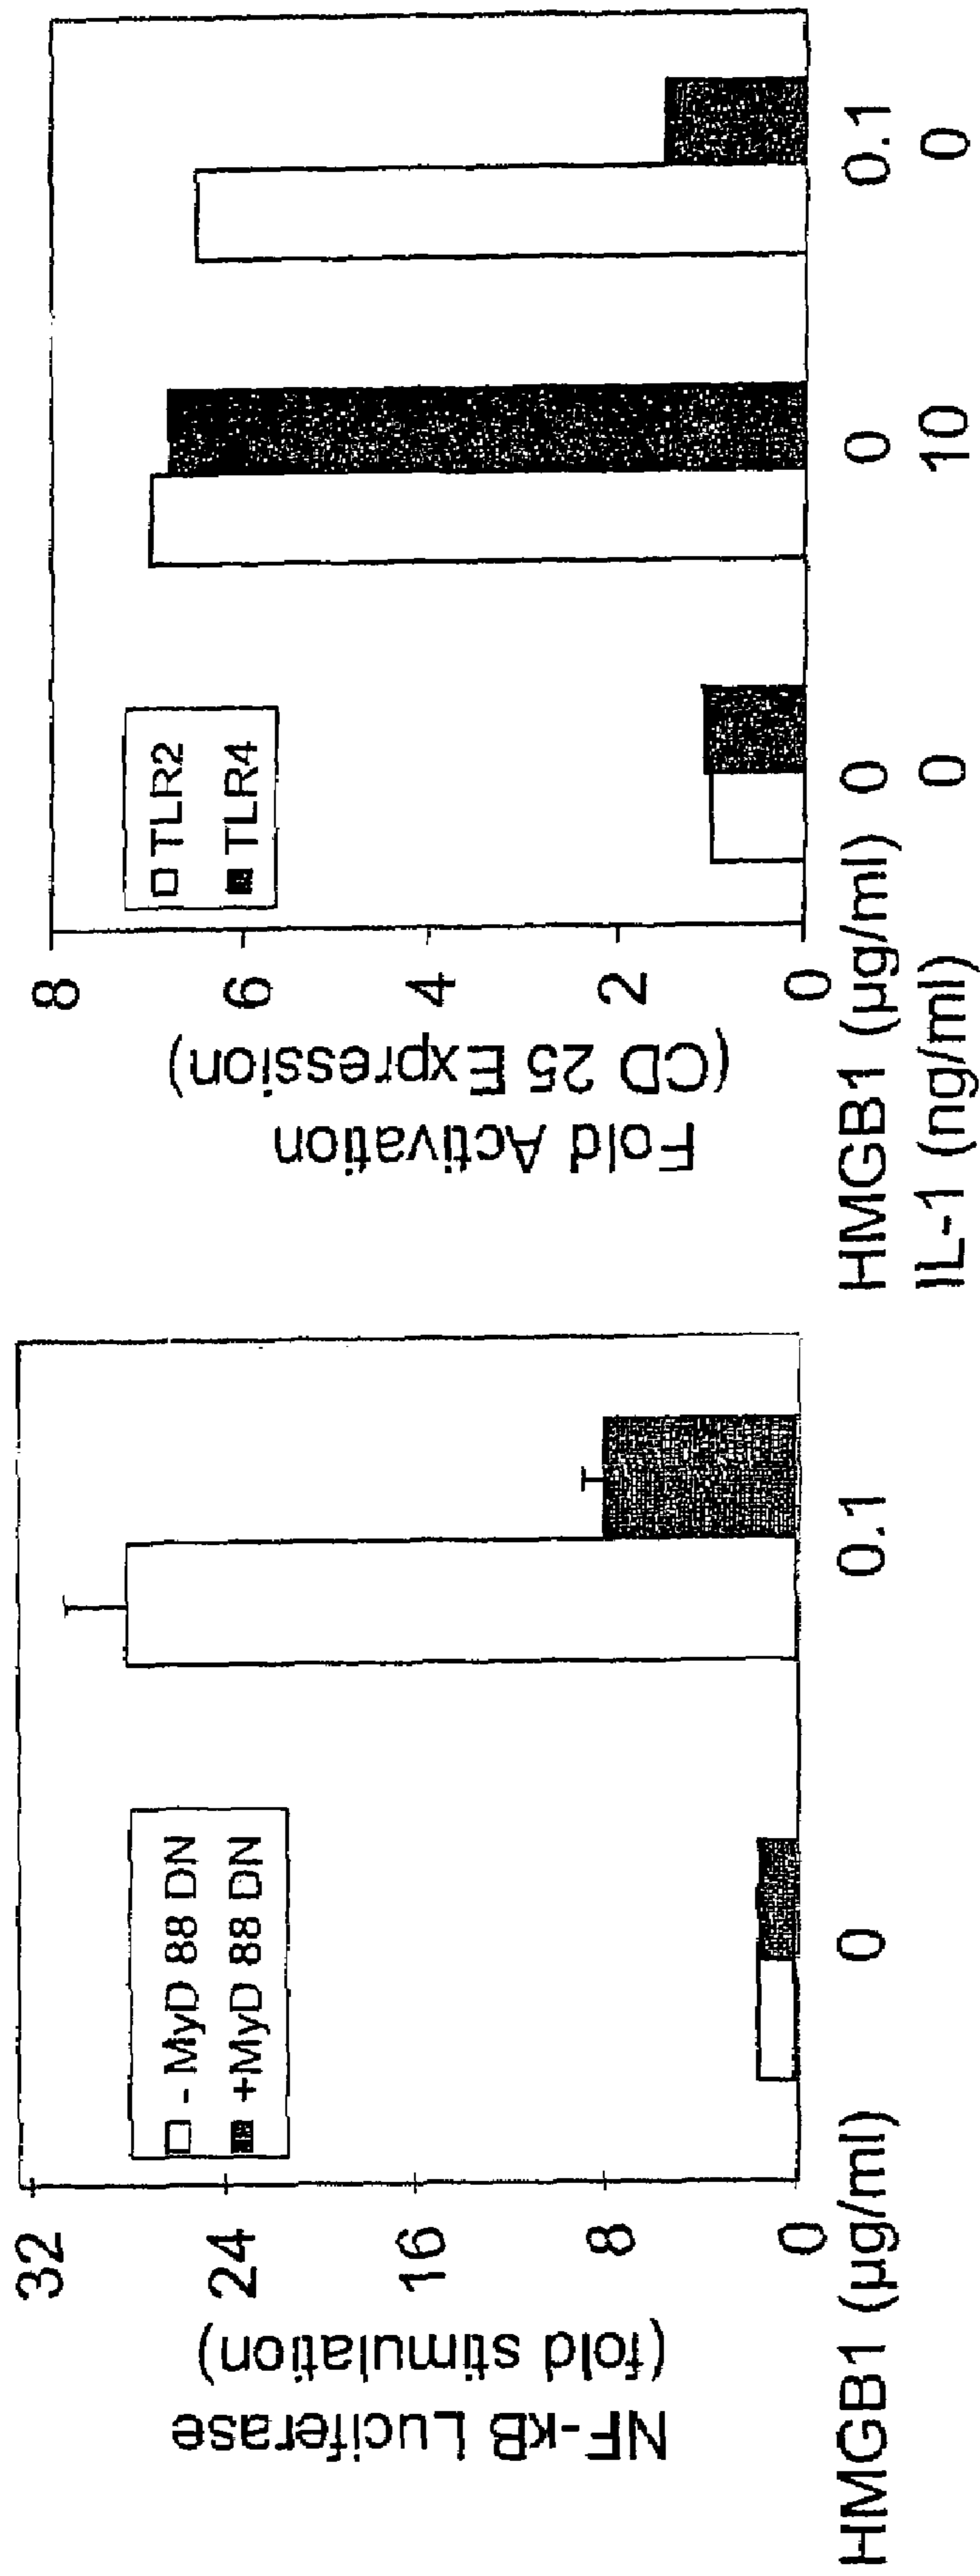 NF-kB Luciferase
(fold stimulation)
32
24
16
8
0
- MyD 88 DN
+MyD 88 DN
HMGB1 (µg/ml)
0
0.1
Fold Activation
(CD 25 Expression)
8
6
4
2
0
TLR2
TLR4
HMGB1 (µg/ml) 0 0 0.1
IL-1 (ng/ml) 0 10 0